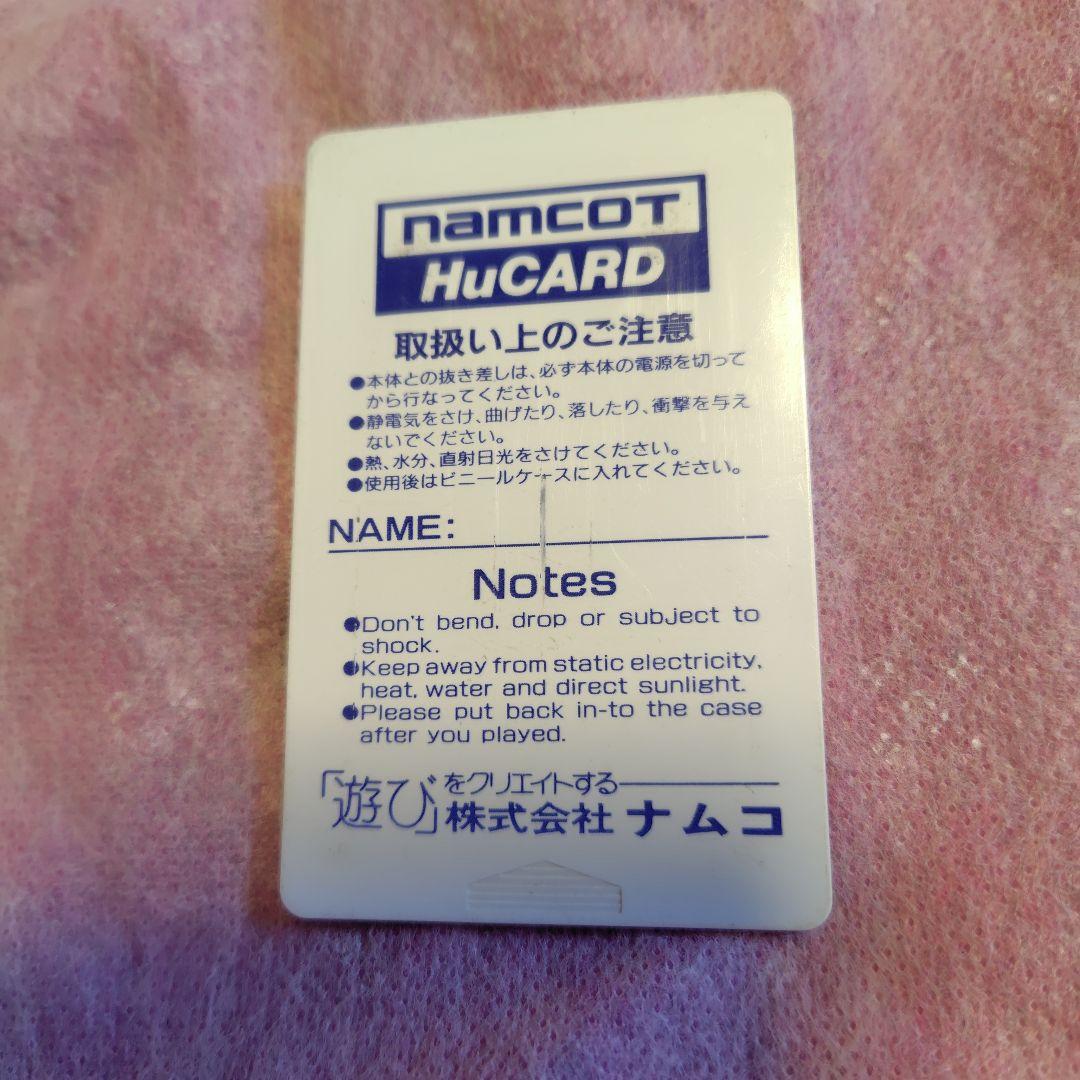 namcoT
HuCARD
取扱い上のご注意
●本体との抜き差しは、必ず本体の電源を切って
から行なってください。
●静電気をさけ、曲げたり、落したり、衝撃を与え
ないでください。
●熱、水分、直射日光をさけてください。
●使用後はビニールケースに入れてください。
NAME:
Notes
●Don't bend, drop or subject to
shock.
●Keep away from static electricity,
heat, water and direct sunlight.
●Please put back in-to the case
after you played.
「遊び」をクリエイトする
株式会社 ナムコ